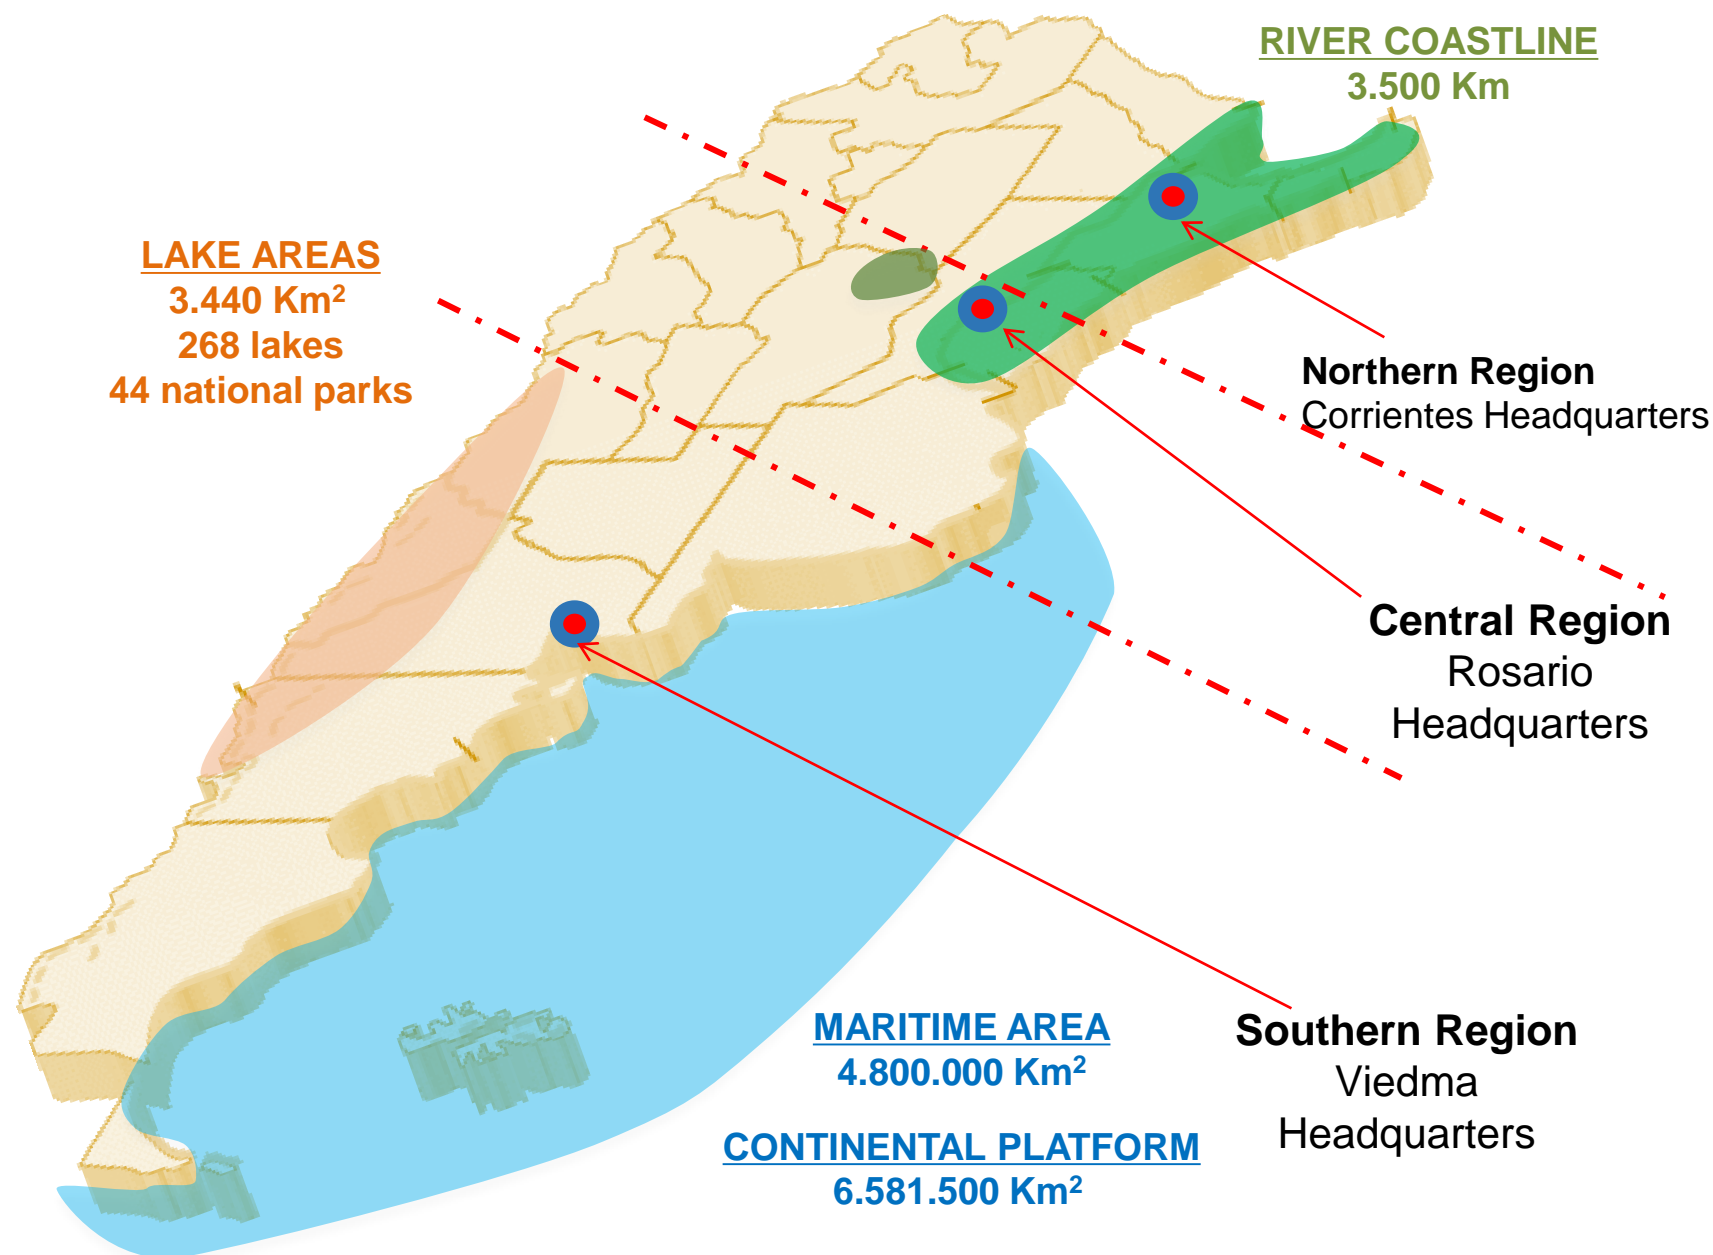 RIVER COASTLINE
3.500 Km
LAKE AREAS
3.440 Km²
268 lakes
44 national parks
Northern Region
Corrientes Headquarters
Central Region
Rosario
Headquarters
MARITIME AREA
4.800.000 Km²
CONTINENTAL PLATFORM
6.581.500 Km²
Southern Region
Viedma
Headquarters